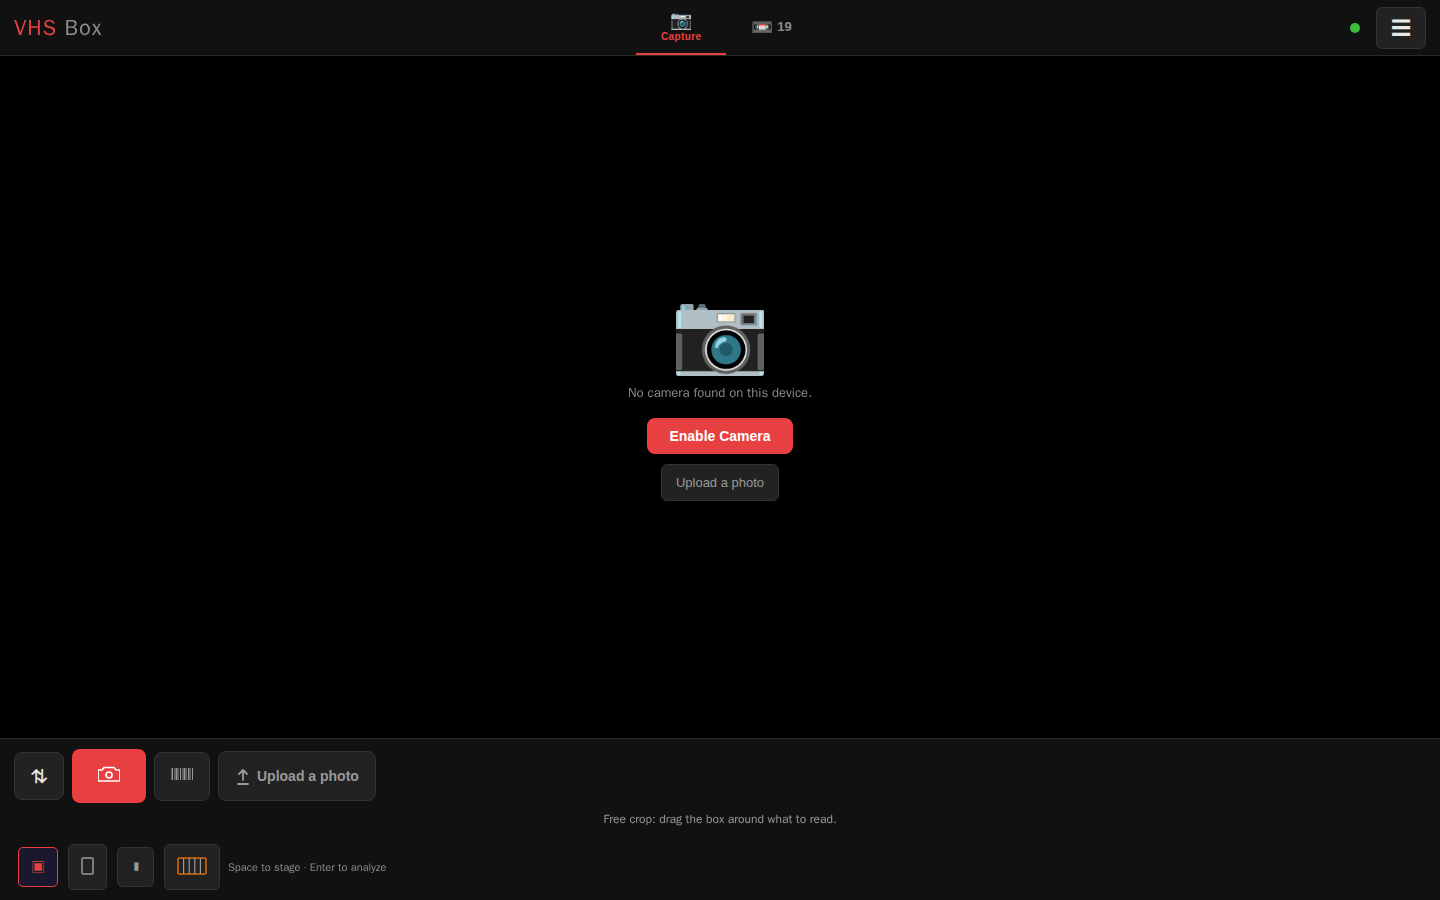 VHS Box
Capture
19
No camera found on this device.
Enable Camera
Upload a photo
Upload a photo
Free crop: drag the box around what to read.
Space to stage · Enter to analyze